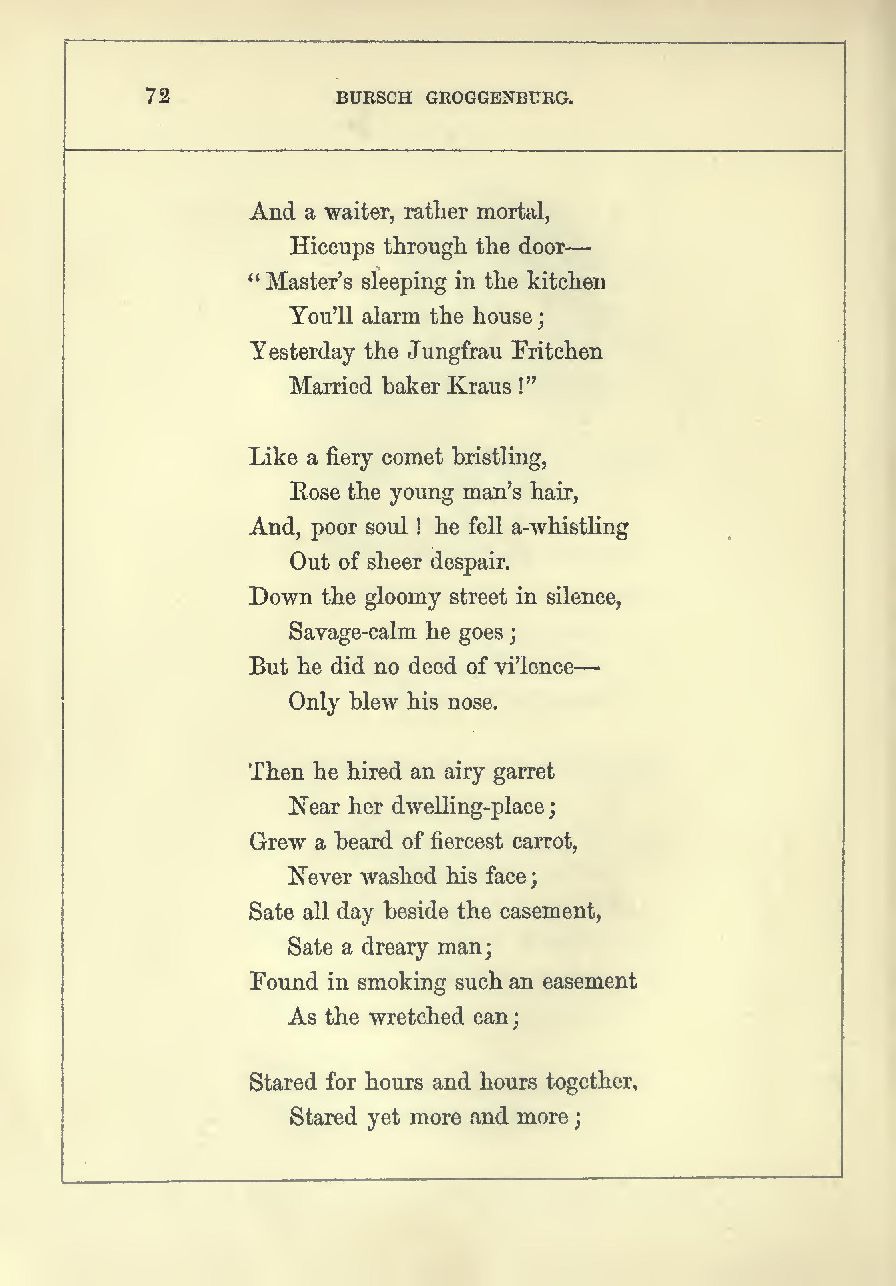 72 BURSCH GROGGENBURG.
And a waiter, rather mortal,
Hiccups through the door—
“Master’s sleeping in the kitchen
You’ll alarm the house;
Yesterday the Jungfrau Fritchen
Married baker Kraus!”
Like a fiery comet bristling,
Rose the young man’s hair,
And, poor soul! he fell a-whistling
Out of sheer despair.
Down the gloomy street in silence,
Savage-calm he goes;
But he did no deed of vi’lence—
Only blew his nose.
Then he hired an airy garret
Near her dwelling-place;
Grew a beard of fiercest carrot,
Never washed his face;
Sate all day beside the casement,
Sate a dreary man;
Found in smoking such an easement
As the wretched can;
Stared for hours and hours together,
Stared yet more and more;